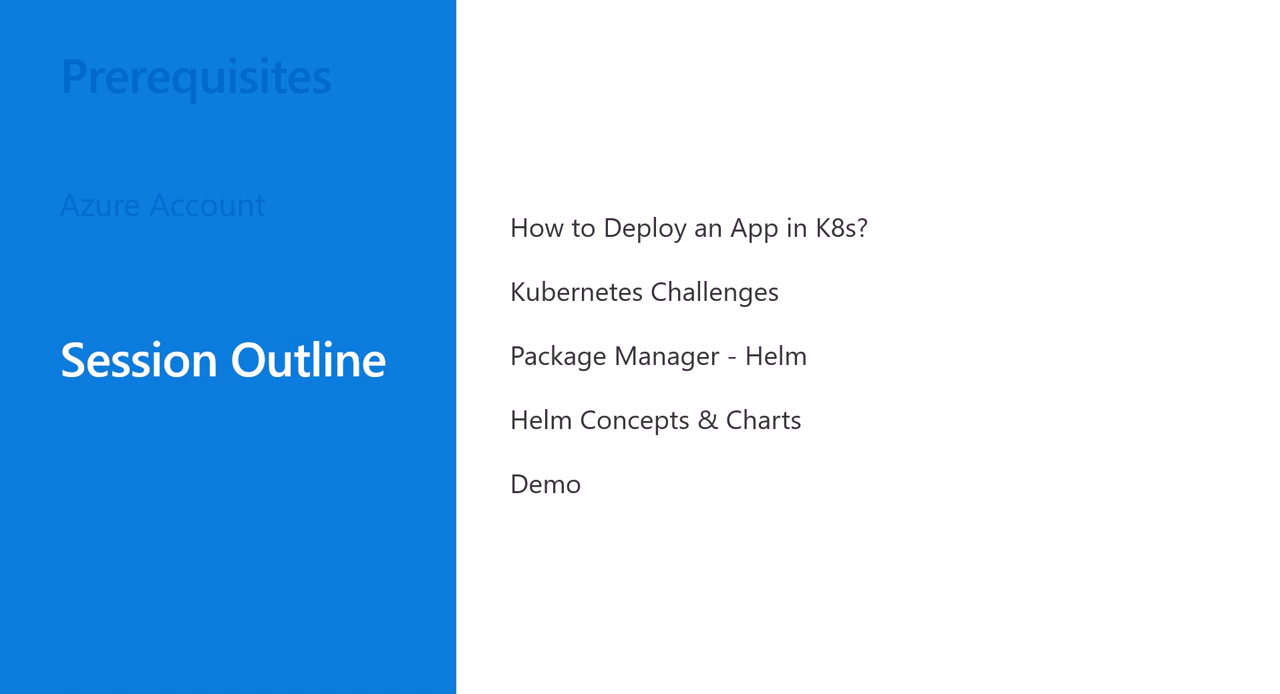 Prerequisites
Azure Account
Session Outline
How to Deploy an App in K8s?
Kubernetes Challenges
Package Manager - Helm
Helm Concepts & Charts
Demo